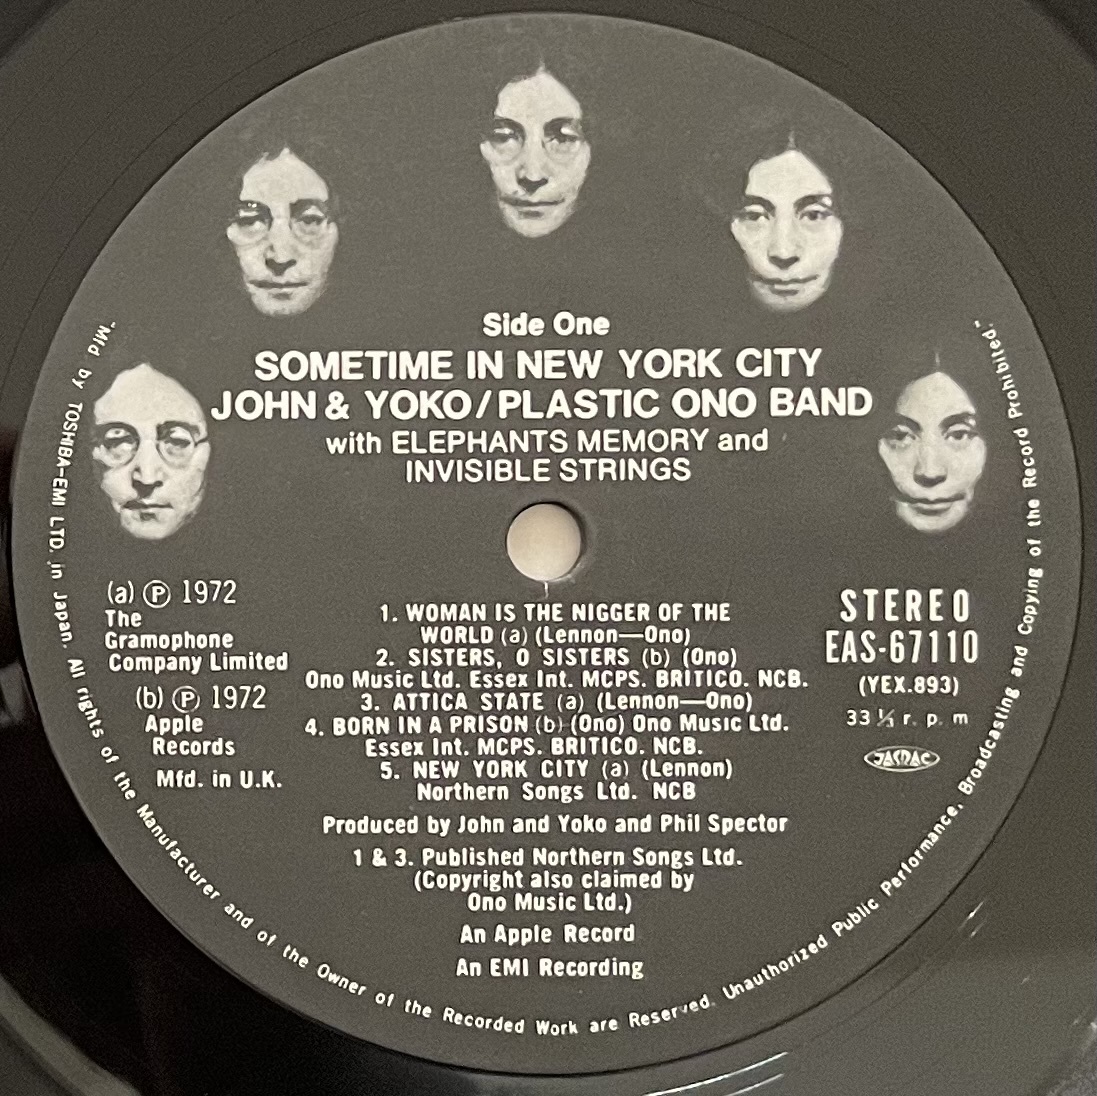 Side One
SOMETIME IN NEW YORK CITY
JOHN & YOKO/PLASTIC ONO BAND
with ELEPHANTS MEMORY and
INVISIBLE STRINGS
(a) ℗ 1972
The
Gramophone
Company Limited
(b) ℗ 1972
Apple
Records
Mfd. in U.K.
1. WOMAN IS THE NIGGER OF THE
WORLD (a) (Lennon—Ono)
2. SISTERS, O SISTERS (b) (Ono)
Ono Music Ltd. Essex Int. MCPS. BRITICO. NCB.
3. ATTICA STATE (a) (Lennon—Ono)
4. BORN IN A PRISON (b) (Ono) Ono Music Ltd.
Essex Int. MCPS. BRITICO. NCB.
5. NEW YORK CITY (a) (Lennon)
Northern Songs Ltd. NCB
STEREO
EAS-67110
(YEX.893)
33 ⅓ r. p. m
JASRAC
Produced by John and Yoko and Phil Spector
1 & 3. Published Northern Songs Ltd.
(Copyright also claimed by
Ono Music Ltd.)
An Apple Record
An EMI Recording
"Mfd by TOSHIBA-EMI LTD. in Japan. All rights of the Manufacturer and of the Owner of the Recorded Work are Reserved. Unauthorized Public Performance, Broadcasting and Copying of the Record Prohibited."